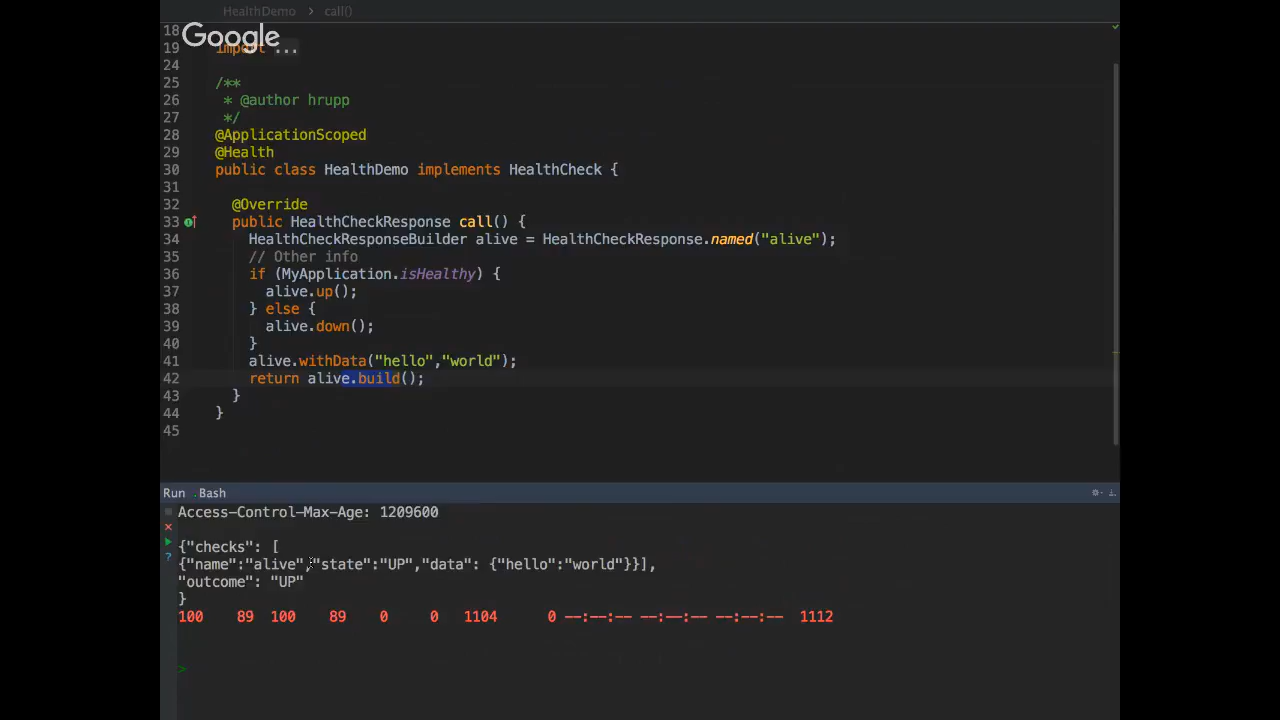 HealthDemo > call()
Google
18
19 import ...
24
25 /**
26 * @author hrupp
27 */
28 @ApplicationScoped
29 @Health
30 public class HealthDemo implements HealthCheck {
31
32 @Override
33 public HealthCheckResponse call() {
34 HealthCheckResponseBuilder alive = HealthCheckResponse.named("alive");
35 // Other info
36 if (MyApplication.isHealthy) {
37 alive.up();
38 } else {
39 alive.down();
40 }
41 alive.withData("hello","world");
42 return alive.build();
43 }
44 }
45
Run Bash
Access-Control-Max-Age: 1209600
{"checks": [
{"name":"alive","state":"UP","data": {"hello":"world"}}],
"outcome": "UP"
}
100 89 100 89 0 0 1104 0 --:--:-- --:--:-- --:--:-- 1112
>